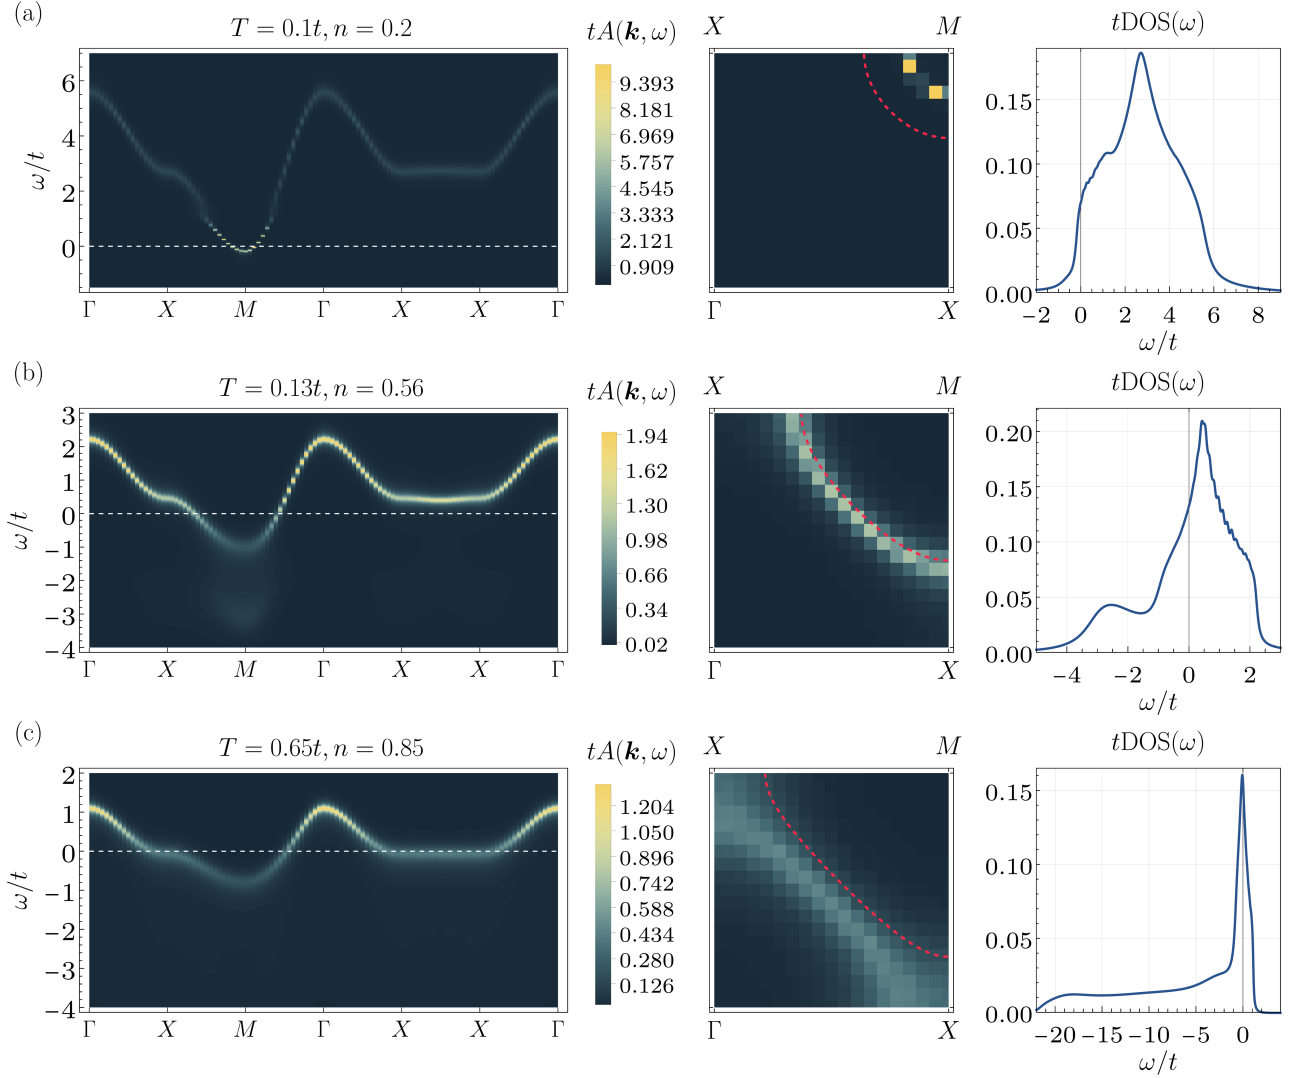 (a)
T = 0.1t, n = 0.2
tA(k, ω)
X M
tDOS(ω)
ω/t
6
4
2
0
Γ X M Γ X X Γ
9.393
8.181
6.969
5.757
4.545
3.333
2.121
0.909
Γ X
0.15
0.10
0.05
0.00
−2 0 2 4 6 8
ω/t
(b)
T = 0.13t, n = 0.56
tA(k, ω)
X M
tDOS(ω)
ω/t
3
2
1
0
−1
−2
−3
−4
Γ X M Γ X X Γ
1.94
1.62
1.30
0.98
0.66
0.34
0.02
Γ X
0.20
0.15
0.10
0.05
0.00
−4 −2 0 2
ω/t
(c)
T = 0.65t, n = 0.85
tA(k, ω)
X M
tDOS(ω)
ω/t
2
1
0
−1
−2
−3
−4
Γ X M Γ X X Γ
1.204
1.050
0.896
0.742
0.588
0.434
0.280
0.126
Γ X
0.15
0.10
0.05
0.00
−20 −15 −10 −5 0
ω/t